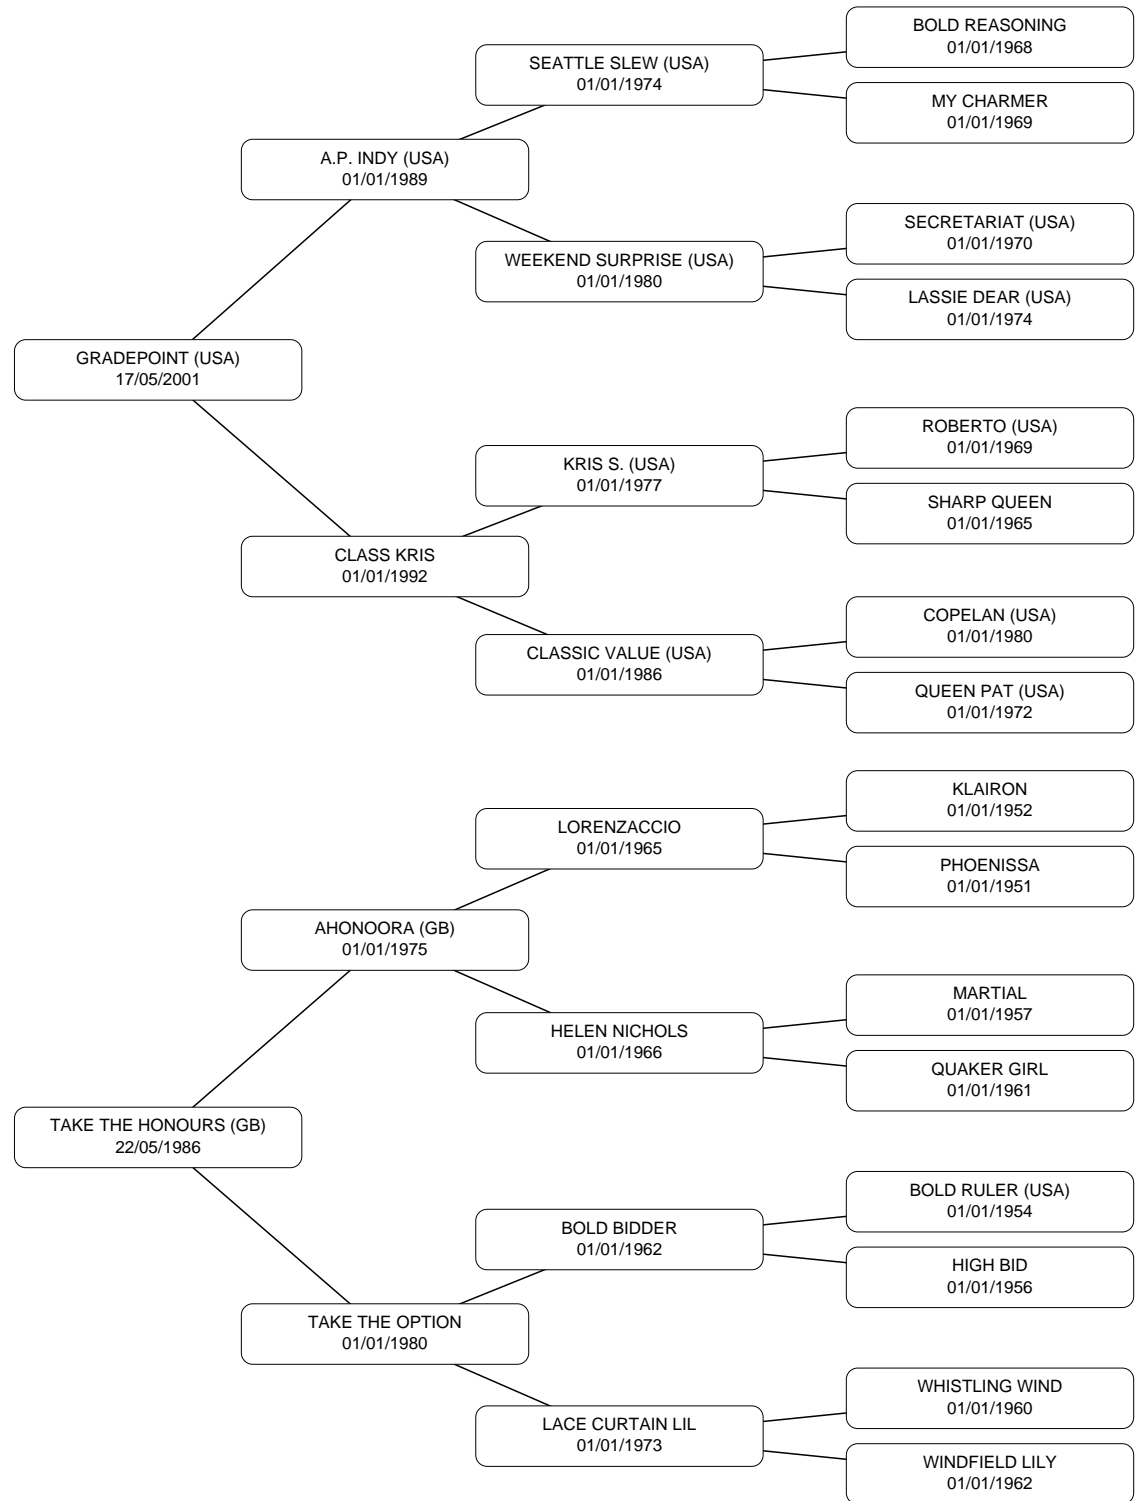 BOLD REASONING
01/01/1968
SEATTLE SLEW (USA)
01/01/1974
MY CHARMER
01/01/1969
A.P. INDY (USA)
01/01/1989
SECRETARIAT (USA)
01/01/1970
WEEKEND SURPRISE (USA)
01/01/1980
LASSIE DEAR (USA)
01/01/1974
GRADEPOINT (USA)
17/05/2001
ROBERTO (USA)
01/01/1969
KRIS S. (USA)
01/01/1977
SHARP QUEEN
01/01/1965
CLASS KRIS
01/01/1992
COPELAN (USA)
01/01/1980
CLASSIC VALUE (USA)
01/01/1986
QUEEN PAT (USA)
01/01/1972
KLAIRON
01/01/1952
LORENZACCIO
01/01/1965
PHOENISSA
01/01/1951
AHONOORA (GB)
01/01/1975
MARTIAL
01/01/1957
HELEN NICHOLS
01/01/1966
QUAKER GIRL
01/01/1961
TAKE THE HONOURS (GB)
22/05/1986
BOLD RULER (USA)
01/01/1954
BOLD BIDDER
01/01/1962
HIGH BID
01/01/1956
TAKE THE OPTION
01/01/1980
WHISTLING WIND
01/01/1960
LACE CURTAIN LIL
01/01/1973
WINDFIELD LILY
01/01/1962